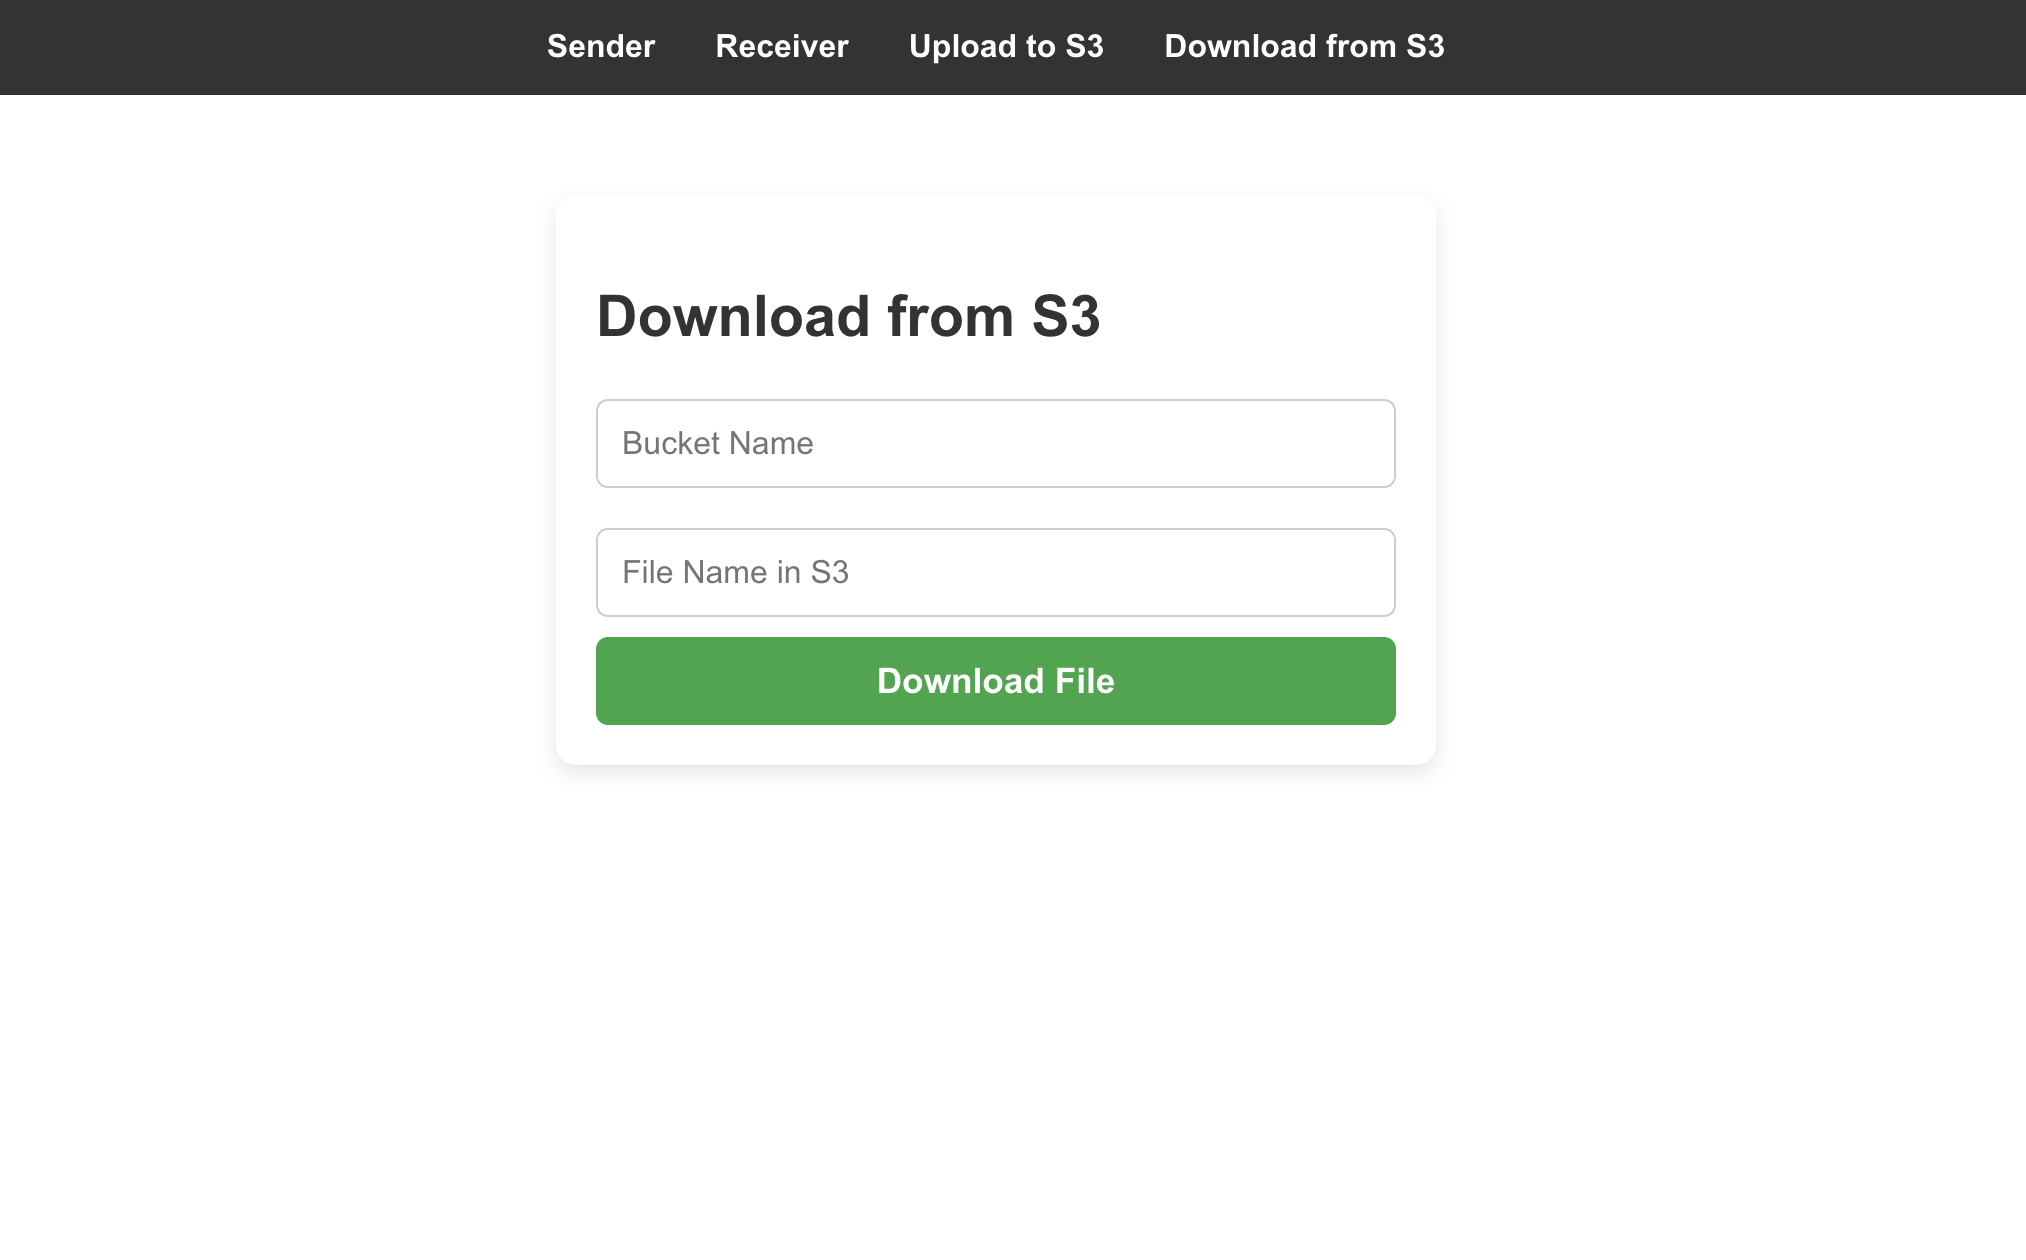 Sender Receiver Upload to S3 Download from S3
Download from S3
Bucket Name
File Name in S3
Download File